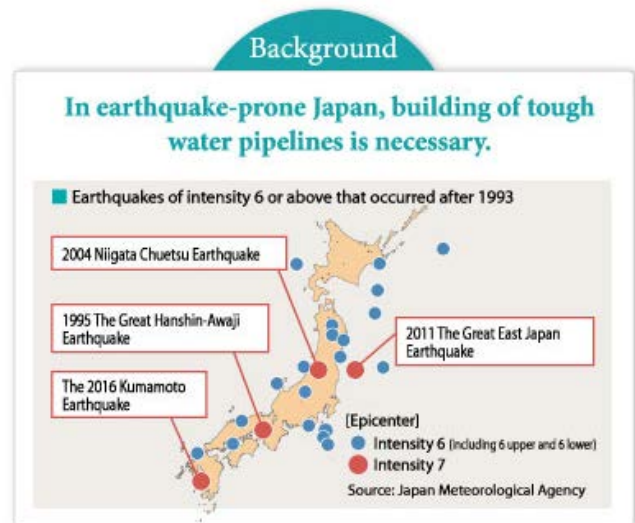 Background
In earthquake-prone Japan, building of tough
water pipelines is necessary.
Earthquakes of intensity 6 or above that occurred after 1993
2004 Niigata Chuetsu Earthquake
1995 The Great Hanshin-Awaji
Earthquake
2011 The Great East Japan
Earthquake
The 2016 Kumamoto
Earthquake
[Epicenter]
Intensity 6 (including 6 upper and 6 lower)
Intensity 7
Source: Japan Meteorological Agency